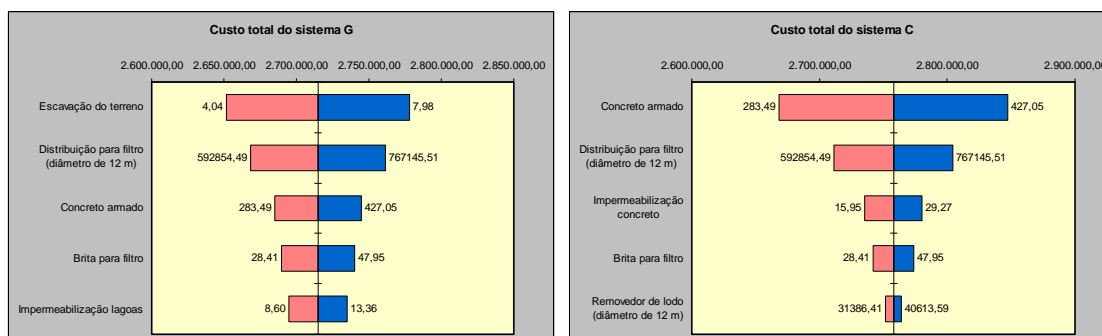 Custo total do sistema G
2.600.000,00 2.650.000,00 2.700.000,00 2.750.000,00 2.800.000,00 2.850.000,00
Escavação do terreno
4,04 7,98
Distribuição para filtro
(diâmetro de 12 m)
592854,49 767145,51
Concreto armado
283,49 427,05
Brita para filtro
28,41 47,95
Impermeabilização lagoas
8,60 13,36
Custo total do sistema C
2.600.000,00 2.700.000,00 2.800.000,00 2.900.000,00
Concreto armado
283,49 427,05
Distribuição para filtro
(diâmetro de 12 m)
592854,49 767145,51
Impermeabilização
concreto
15,95 29,27
Brita para filtro
28,41 47,95
Removedor de lodo
(diâmetro de 12 m)
31386,41 40613,59